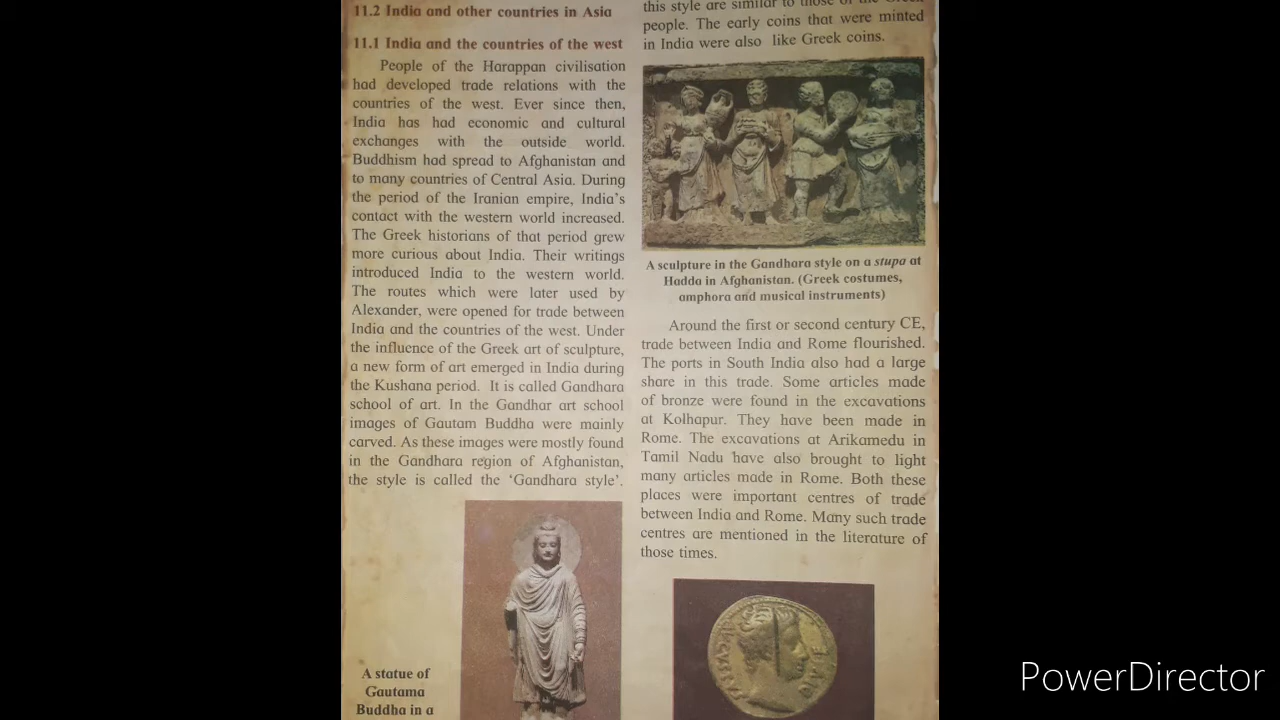 11.2 India and other countries in Asia
11.1 India and the countries of the west
People of the Harappan civilisation
had developed trade relations with the
countries of the west. Ever since then,
India has had economic and cultural
exchanges with the outside world.
Buddhism had spread to Afghanistan and
to many countries of Central Asia. During
the period of the Iranian empire, India's
contact with the western world increased.
The Greek historians of that period grew
more curious about India. Their writings
introduced India to the western world.
The routes which were later used by
Alexander, were opened for trade between
India and the countries of the west. Under
the influence of the Greek art of sculpture,
a new form of art emerged in India during
the Kushana period. It is called Gandhara
school of art. In the Gandhar art school
images of Gautam Buddha were mainly
carved. As these images were mostly found
in the Gandhara region of Afghanistan,
the style is called the 'Gandhara style'.
A statue of
Gautama
Buddha in a
this style are similar to those of the Greek
people. The early coins that were minted
in India were also like Greek coins.
A sculpture in the Gandhara style on a stupa at
Hadda in Afghanistan. (Greek costumes,
amphora and musical instruments)
Around the first or second century CE,
trade between India and Rome flourished.
The ports in South India also had a large
share in this trade. Some articles made
of bronze were found in the excavations
at Kolhapur. They have been made in
Rome. The excavations at Arikamedu in
Tamil Nadu have also brought to light
many articles made in Rome. Both these
places were important centres of trade
between India and Rome. Many such trade
centres are mentioned in the literature of
those times.
PowerDirector